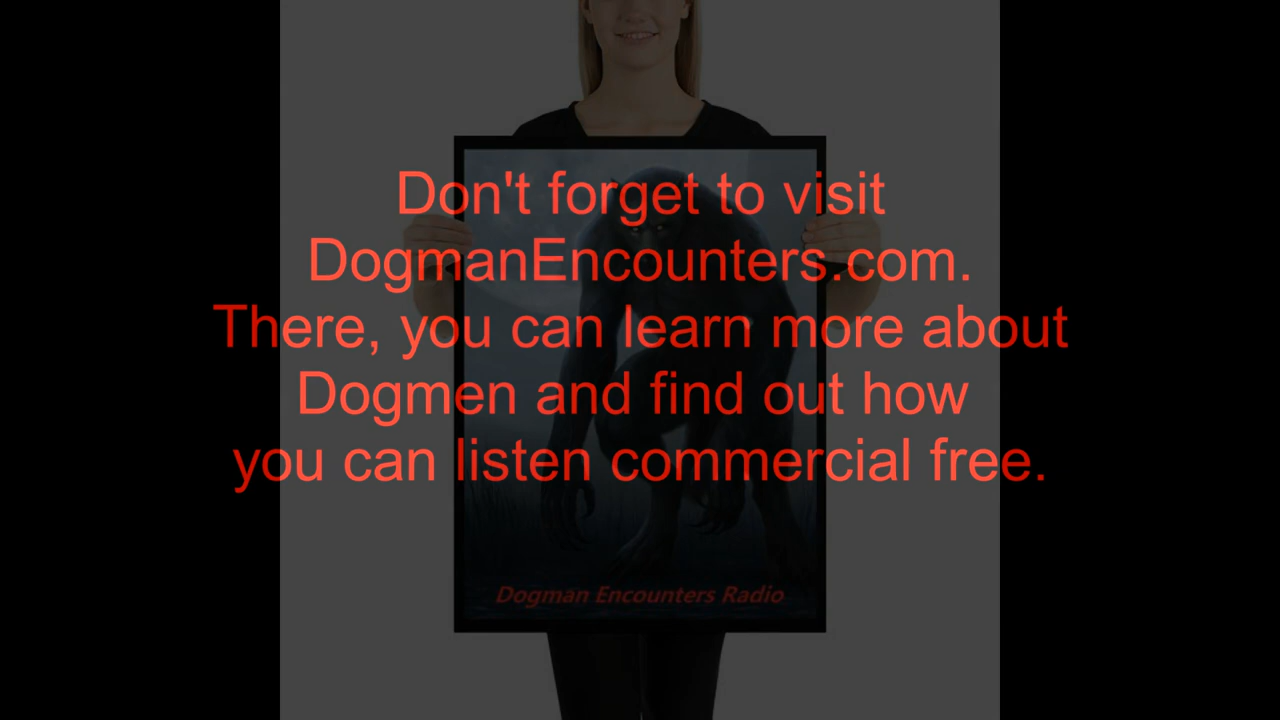 Don't forget to visit
DogmanEncounters.com.
There, you can learn more about
Dogmen and find out how
you can listen commercial free.
Dogman Encounters Radio